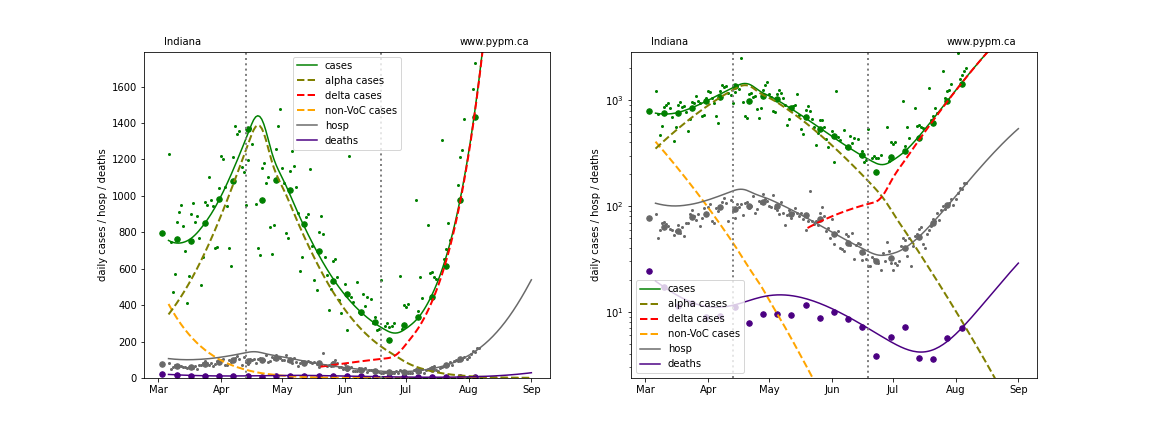 Indiana www.pypm.ca
daily cases / hosp / deaths
1600
1400
1200
1000
800
600
400
200
0
Mar Apr May Jun Jul Aug Sep
cases
alpha cases
delta cases
non-VoC cases
hosp
deaths
Indiana www.pypm.ca
daily cases / hosp / deaths
10³
10²
10¹
Mar Apr May Jun Jul Aug Sep
cases
alpha cases
delta cases
non-VoC cases
hosp
deaths